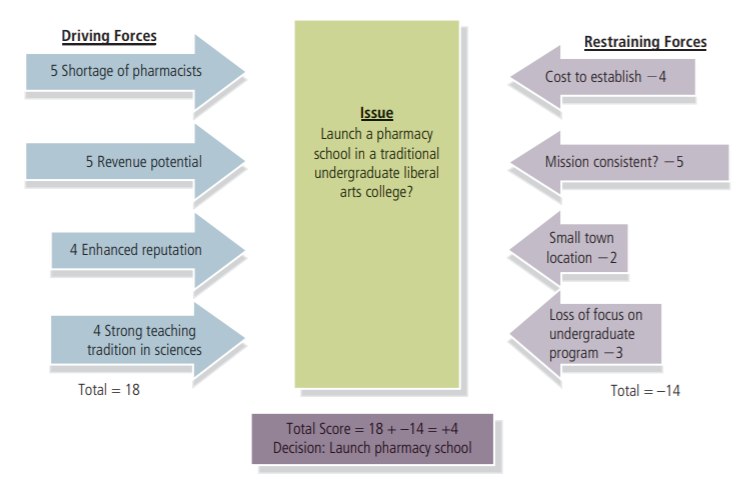 Driving Forces
5 Shortage of pharmacists
5 Revenue potential
4 Enhanced reputation
4 Strong teaching
tradition in sciences
Total = 18
Issue
Launch a pharmacy
school in a traditional
undergraduate liberal
arts college?
Restraining Forces
Cost to establish −4
Mission consistent? −5
Small town
location −2
Loss of focus on
undergraduate
program −3
Total = −14
Total Score = 18 + −14 = +4
Decision: Launch pharmacy school